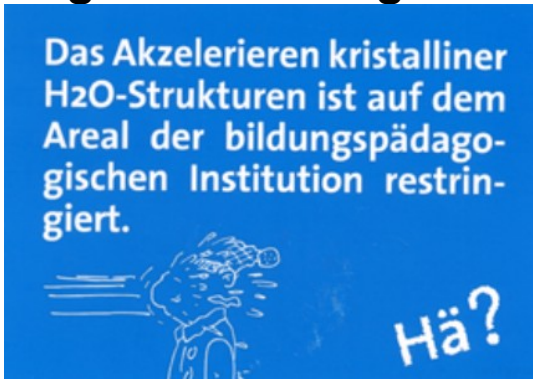 Das Akzelerieren kristalliner
H2O-Strukturen ist auf dem
Areal der bildungspädago-
gischen Institution restrin-
giert.
Hä?